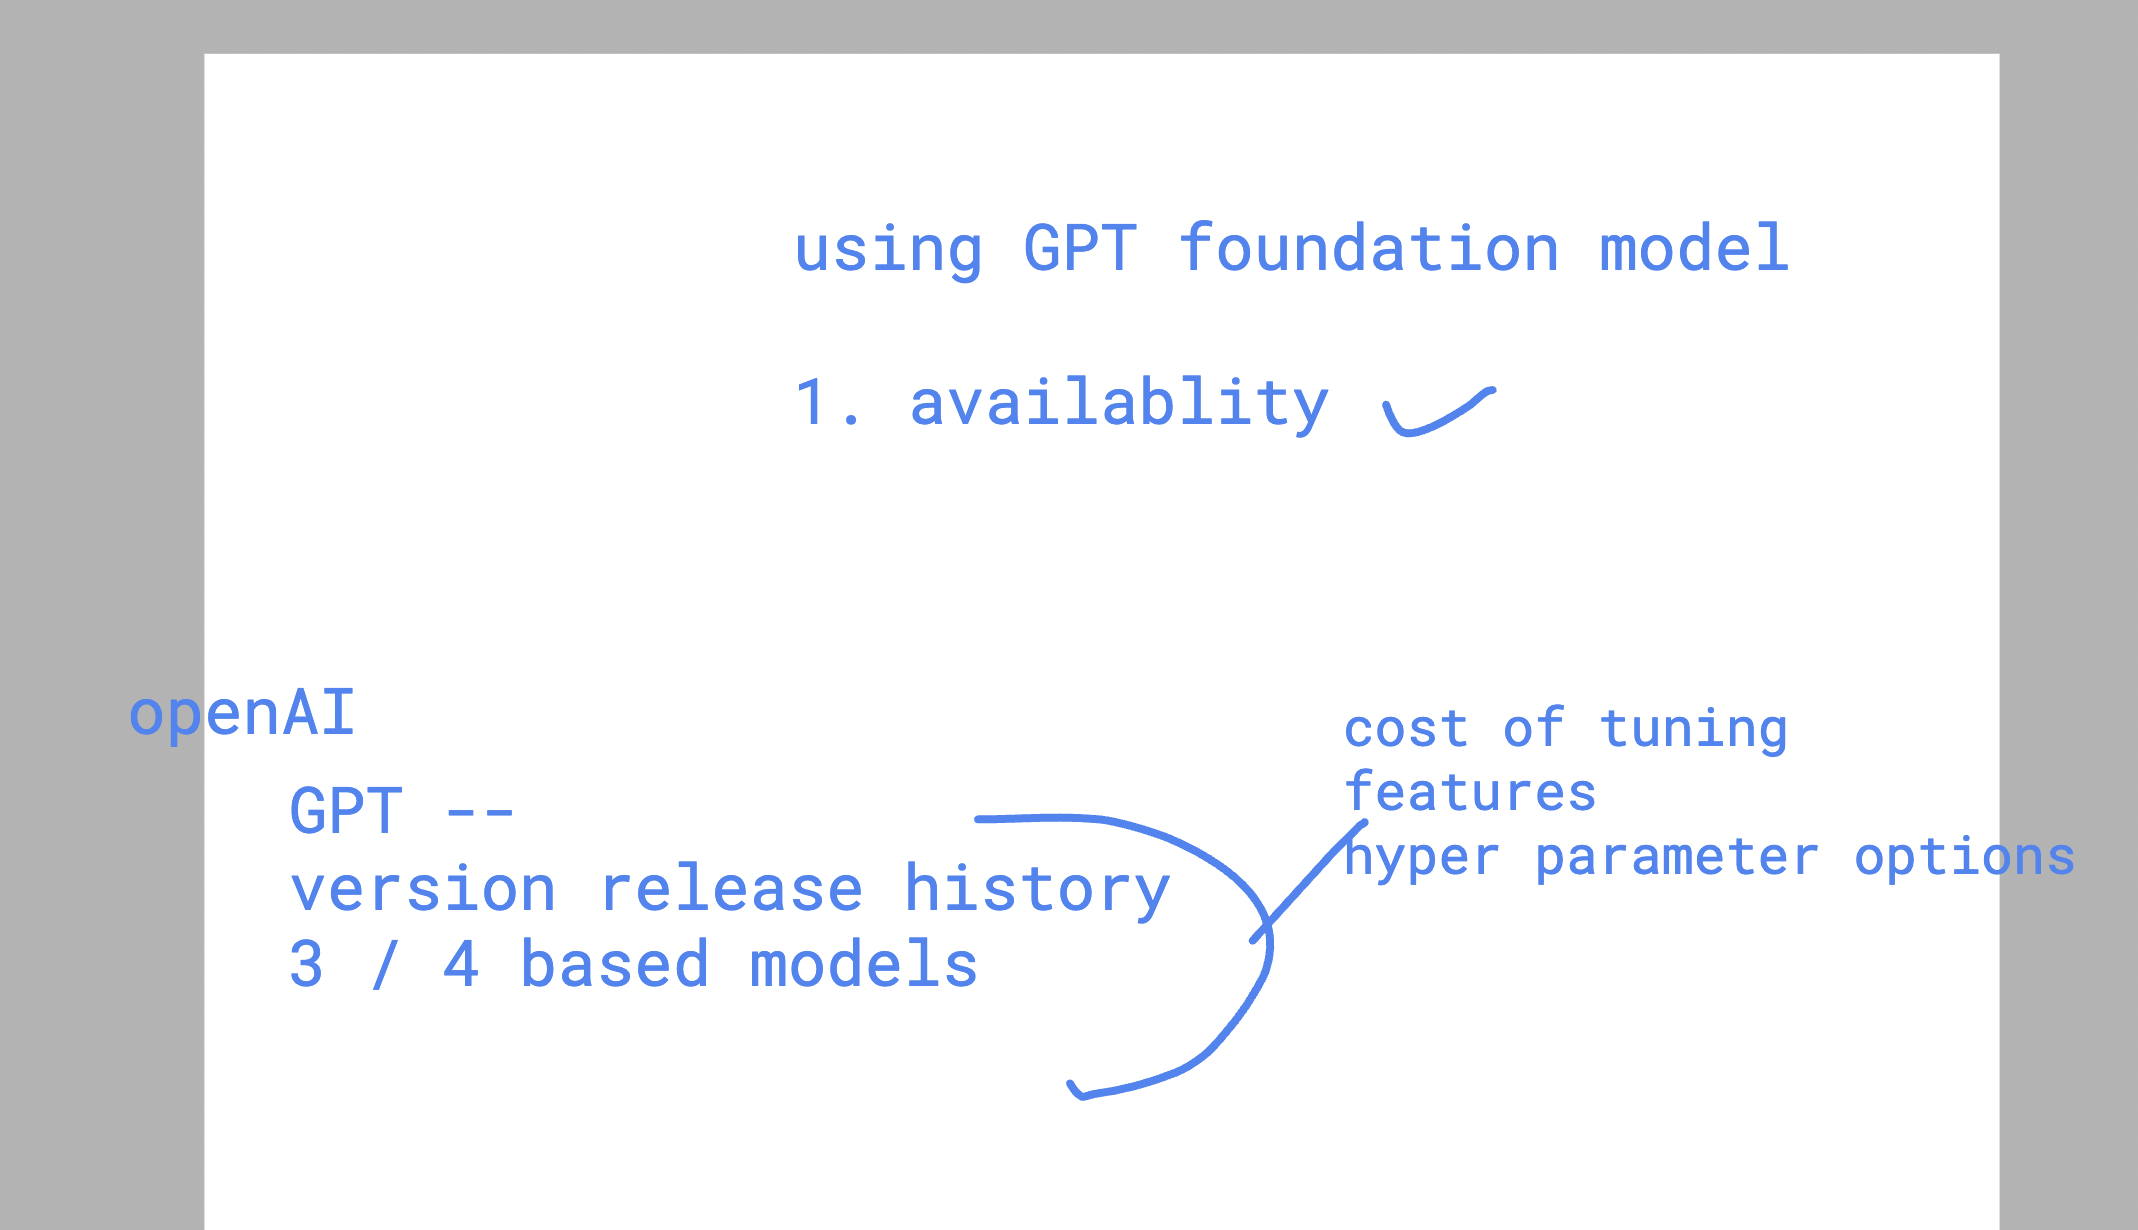 using GPT foundation model
1. availablity
openAI
GPT --
version release history
3 / 4 based models
cost of tuning
features
hyper parameter options